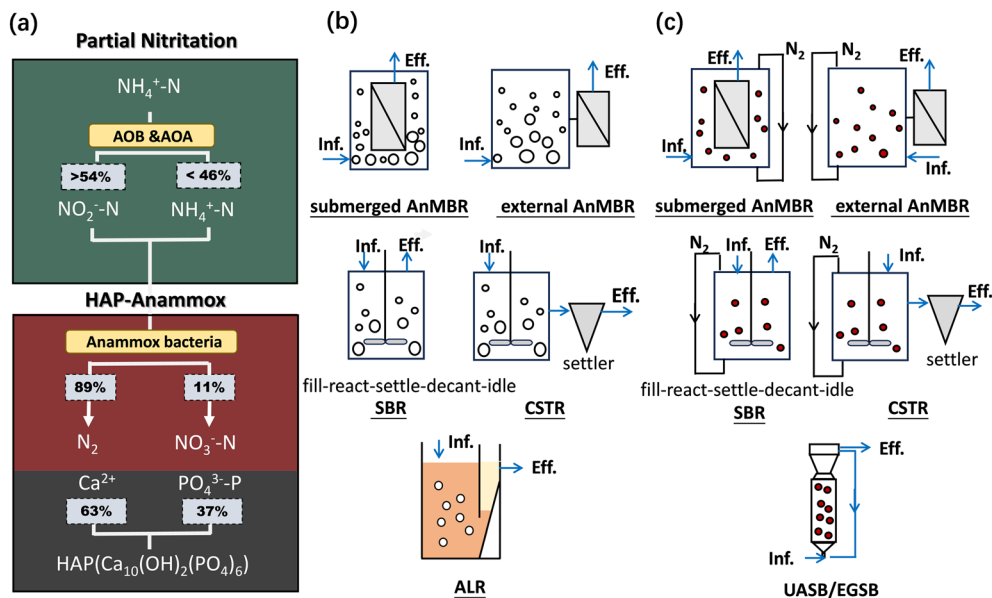 (a)
Partial Nitritation
NH₄⁺-N
AOB &AOA
>54%
< 46%
NO₂⁻-N
NH₄⁺-N
HAP-Anammox
Anammox bacteria
89%
11%
N₂
NO₃⁻-N
Ca²⁺
PO₄³⁻-P
63%
37%
HAP(Ca₁₀(OH)₂(PO₄)₆)
(b)
Eff.
Inf.
submerged AnMBR
Eff.
Inf.
external AnMBR
Inf.
Eff.
fill-react-settle-decant-idle
SBR
Inf.
Eff.
settler
CSTR
Inf.
Eff.
ALR
(c)
N₂
Eff.
Inf.
submerged AnMBR
N₂
Eff.
Inf.
external AnMBR
N₂
Inf.
Eff.
fill-react-settle-decant-idle
SBR
N₂
Inf.
Eff.
settler
CSTR
Eff.
Inf.
UASB/EGSB